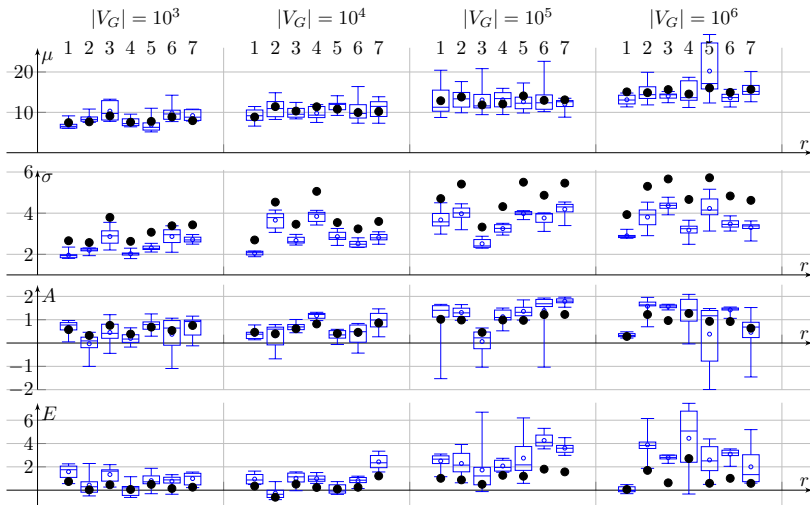 |V_G| = 10^3 |V_G| = 10^4 |V_G| = 10^5 |V_G| = 10^6
μ 1 2 3 4 5 6 7 1 2 3 4 5 6 7 1 2 3 4 5 6 7 1 2 3 4 5 6 7
20
10
r
σ 6
4
2
r
A 2
1
−1
−2
r
E
6
4
2
r